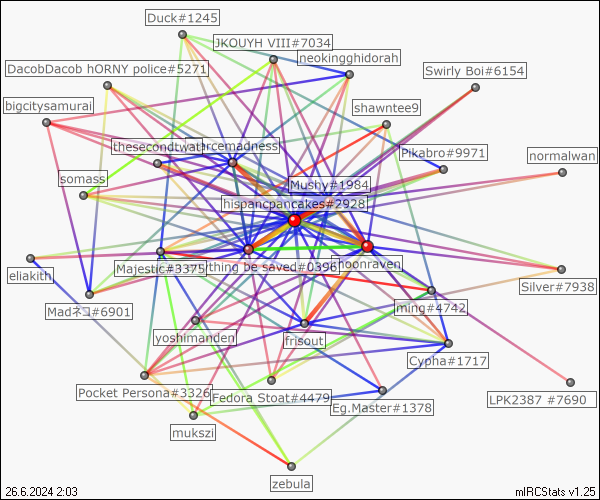 Duck#1245
JKOUYH VIII#7034
neokingghidorah
DacobDacob hORNY police#5271
Swirly Boi#6154
bigcitysamurai
shawntee9
thesecondtwat
arcemadness
Pikabro#9971
normalwan
somass
Mushy#1984
hispancpancakes#2928
eliakith
Majestic#3375
thing be saved#0396
moonraven
Silver#7938
Madネコ#6901
ming#4742
yoshimanden
frisout
Cypha#1717
Pocket Persona#3326
Fedora Stoat#4479
Eg.Master#1378
LPK2387 #7690
mukszi
zebula
26.6.2024 2:03
mIRCStats v1.25